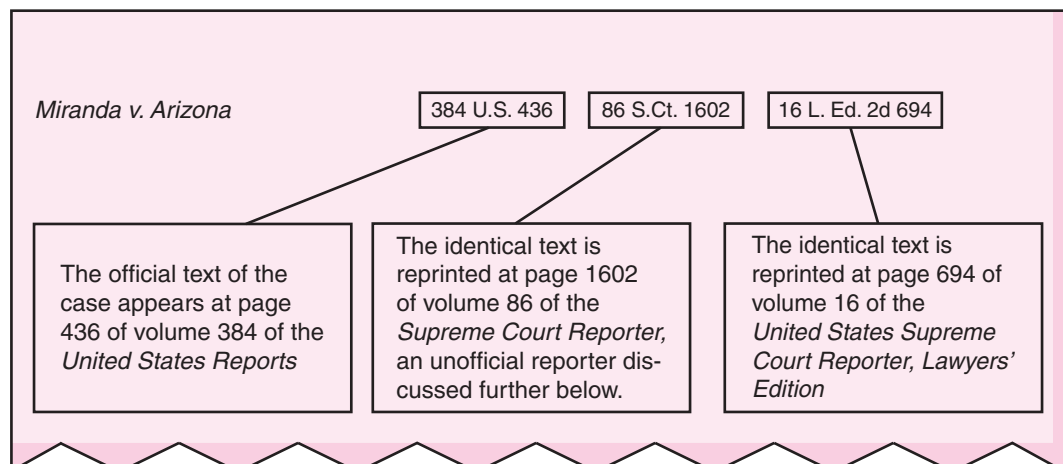 Miranda v. Arizona
384 U.S. 436
86 S.Ct. 1602
16 L. Ed. 2d 694
The official text of the
case appears at page
436 of volume 384 of the
United States Reports
The identical text is
reprinted at page 1602
of volume 86 of the
Supreme Court Reporter,
an unofficial reporter dis-
cussed further below.
The identical text is
reprinted at page 694 of
volume 16 of the
United States Supreme
Court Reporter, Lawyers’
Edition